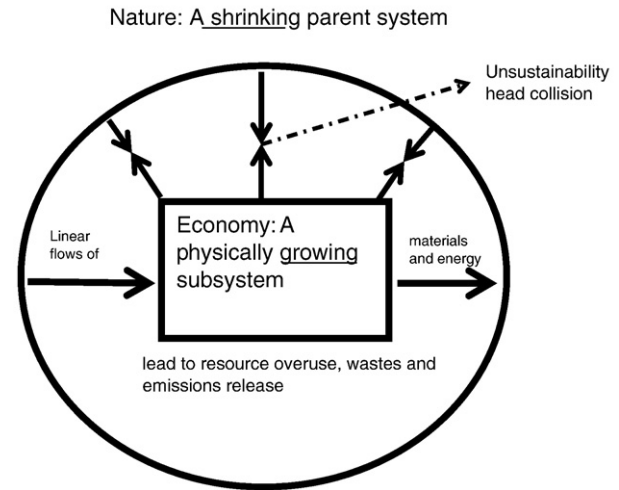 Nature: A shrinking parent system
Unsustainability
head collision
Economy: A
physically growing
subsystem
Linear
flows of
materials
and energy
lead to resource overuse, wastes and
emissions release